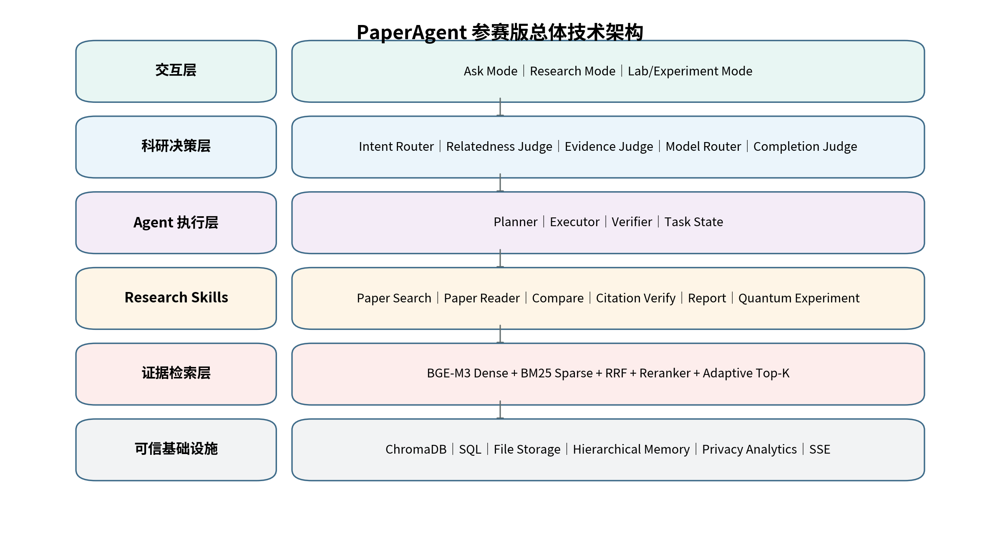 PaperAgent 参赛版总体技术架构
交互层
Ask Mode｜Research Mode｜Lab/Experiment Mode
科研决策层
Intent Router｜Relatedness Judge｜Evidence Judge｜Model Router｜Completion Judge
Agent 执行层
Planner｜Executor｜Verifier｜Task State
Research Skills
Paper Search｜Paper Reader｜Compare｜Citation Verify｜Report｜Quantum Experiment
证据检索层
BGE-M3 Dense + BM25 Sparse + RRF + Reranker + Adaptive Top-K
可信基础设施
ChromaDB｜SQL｜File Storage｜Hierarchical Memory｜Privacy Analytics｜SSE